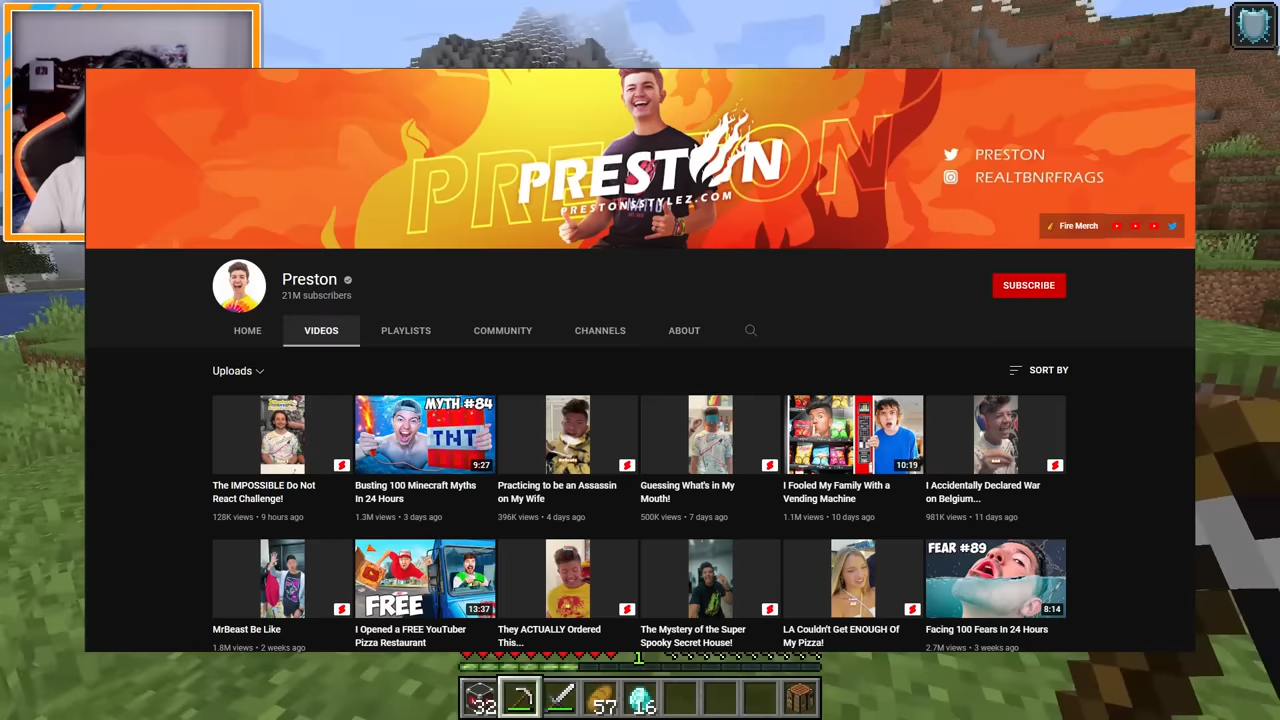 PRESTON
PRESTON
PRESTONSSTYLEZ.COM
PRESTON
REALTBNRFRAGS
Fire Merch
Preston
21M subscribers
SUBSCRIBE
HOME
VIDEOS
PLAYLISTS
COMMUNITY
CHANNELS
ABOUT
Uploads
SORT BY
MYTH #84
TNT
9:27
10:19
The IMPOSSIBLE Do Not
React Challenge!
128K views • 9 hours ago
Busting 100 Minecraft Myths
In 24 Hours
1.3M views • 3 days ago
Practicing to be an Assassin
on My Wife
396K views • 4 days ago
Guessing What's in My
Mouth!
500K views • 7 days ago
I Fooled My Family With a
Vending Machine
1.1M views • 10 days ago
I Accidentally Declared War
on Belgium...
981K views • 11 days ago
FREE
13:37
FEAR #89
8:14
MrBeast Be Like
1.8M views • 2 weeks ago
I Opened a FREE YouTuber
Pizza Restaurant
They ACTUALLY Ordered
This...
The Mystery of the Super
Spooky Secret House!
LA Couldn't Get ENOUGH Of
My Pizza!
Facing 100 Fears In 24 Hours
2.7M views • 3 weeks ago
1
32
57
16